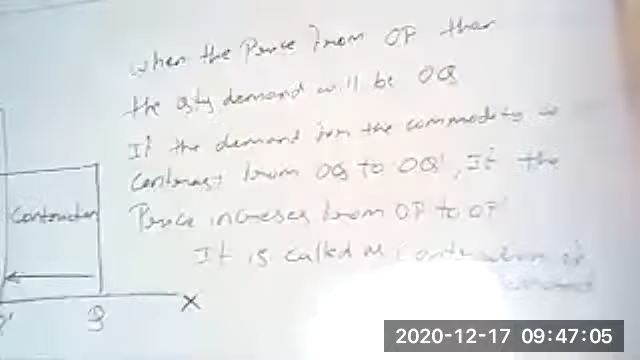 when the Price from OP then
the qty demand will be OQ
If the demand for the commodity is
contract from OQ to OQ', If the
Price increses from OP to OP'
It is called as
Contraction
X
Q
2020-12-17 09:47:05